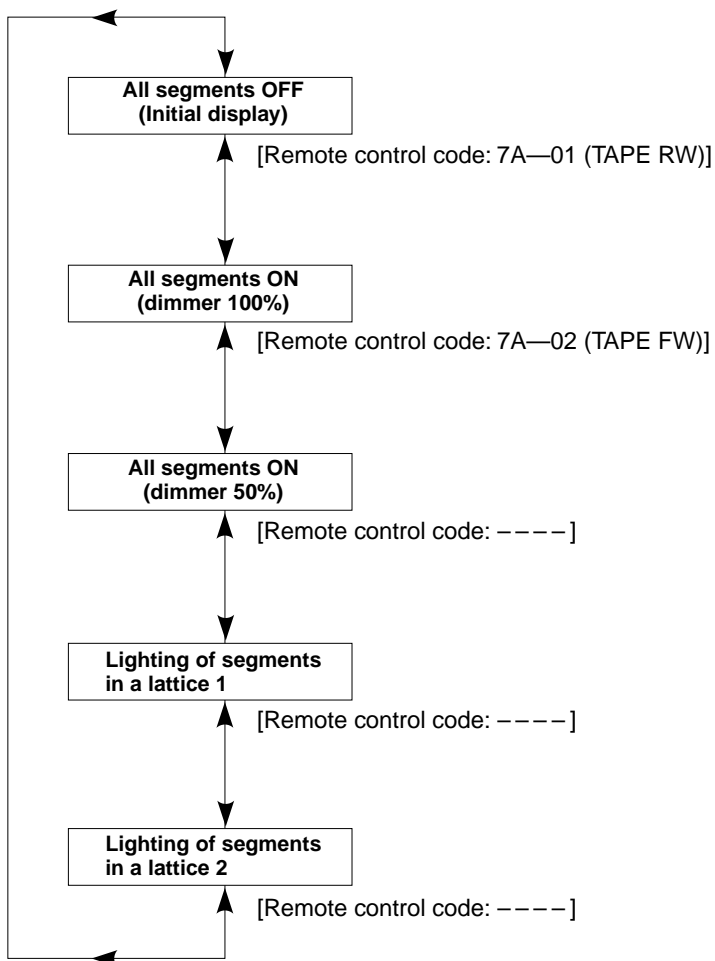 All segments OFF
(Initial display)
[Remote control code: 7A—01 (TAPE RW)]
All segments ON
(dimmer 100%)
[Remote control code: 7A—02 (TAPE FW)]
All segments ON
(dimmer 50%)
[Remote control code: – – – – ]
Lighting of segments
in a lattice 1
[Remote control code: – – – – ]
Lighting of segments
in a lattice 2
[Remote control code: – – – – ]